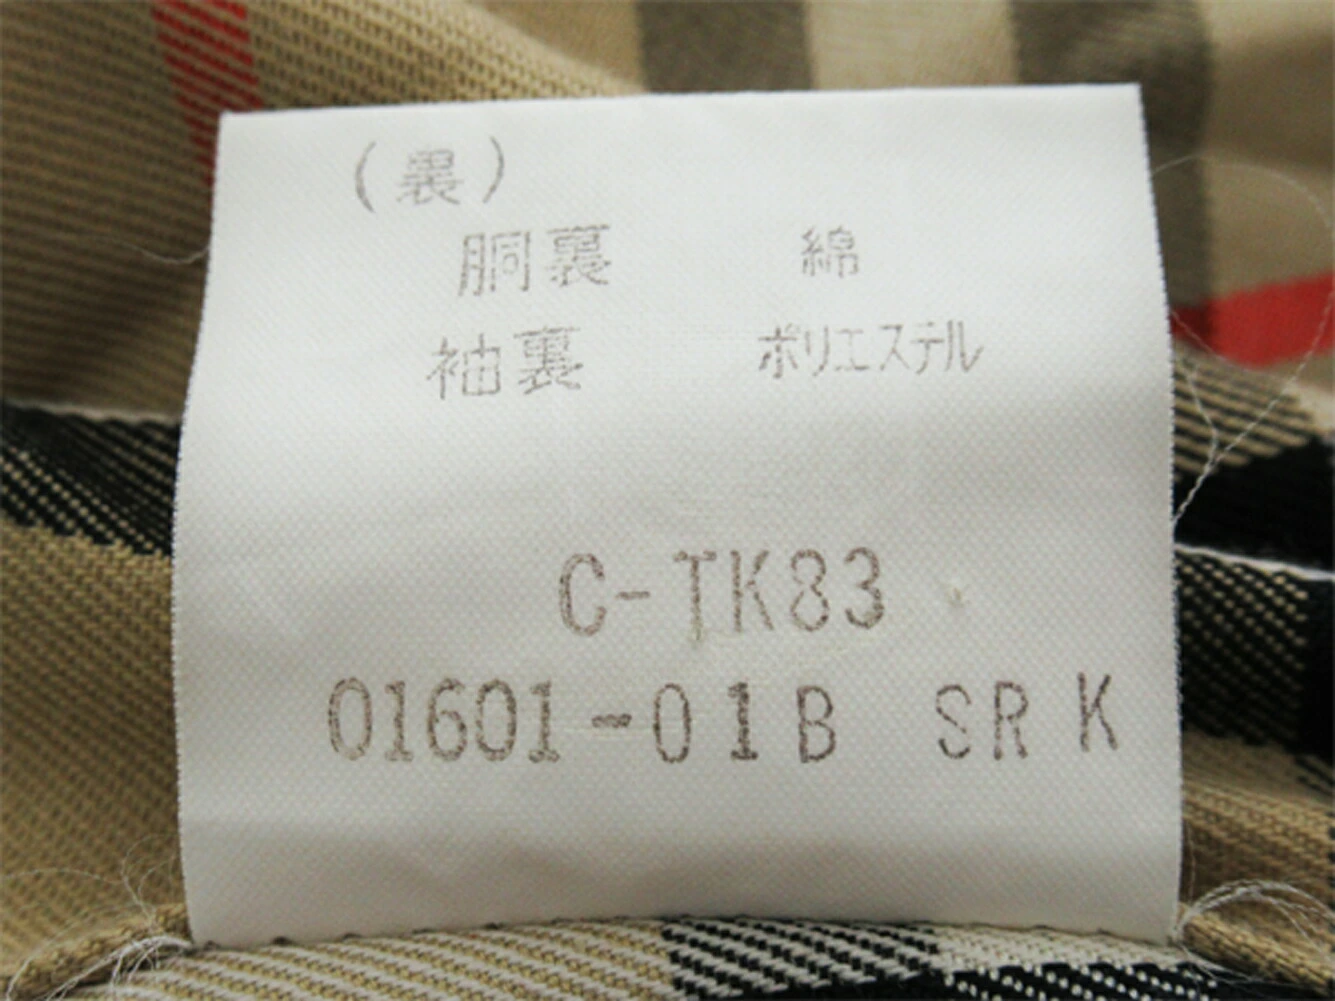 (裏)
胴裏 綿
袖裏 ポリエステル
C-TK83
01601-01B SR K